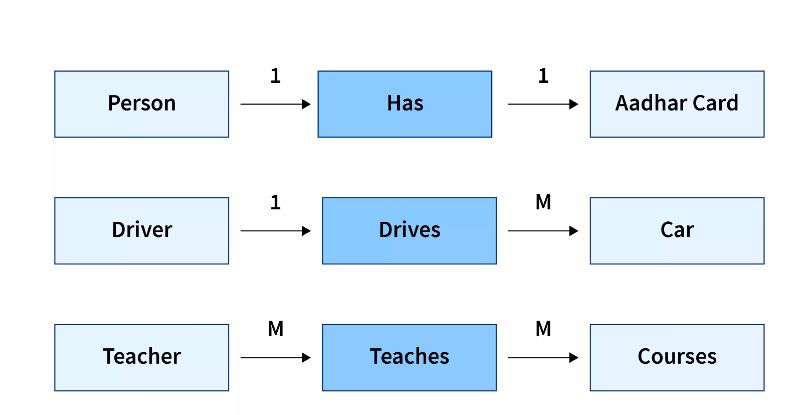 1 1
Person Has Aadhar Card
1 M
Driver Drives Car
M M
Teacher Teaches Courses